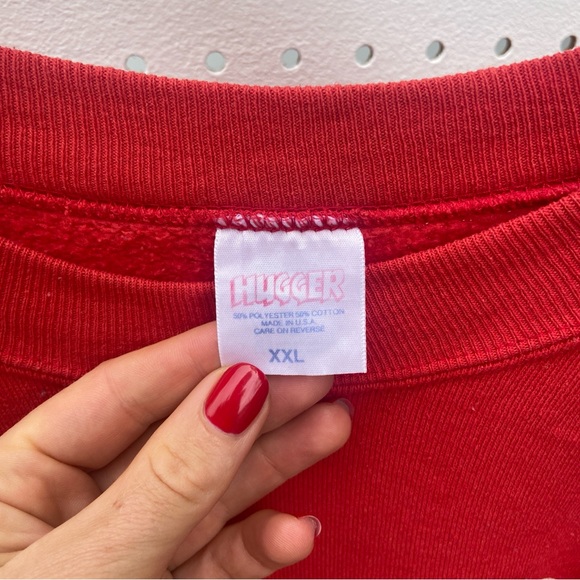 HUGGER
50% POLYESTER 50% COTTON
MADE IN U.S.A.
CARE ON REVERSE
XXL